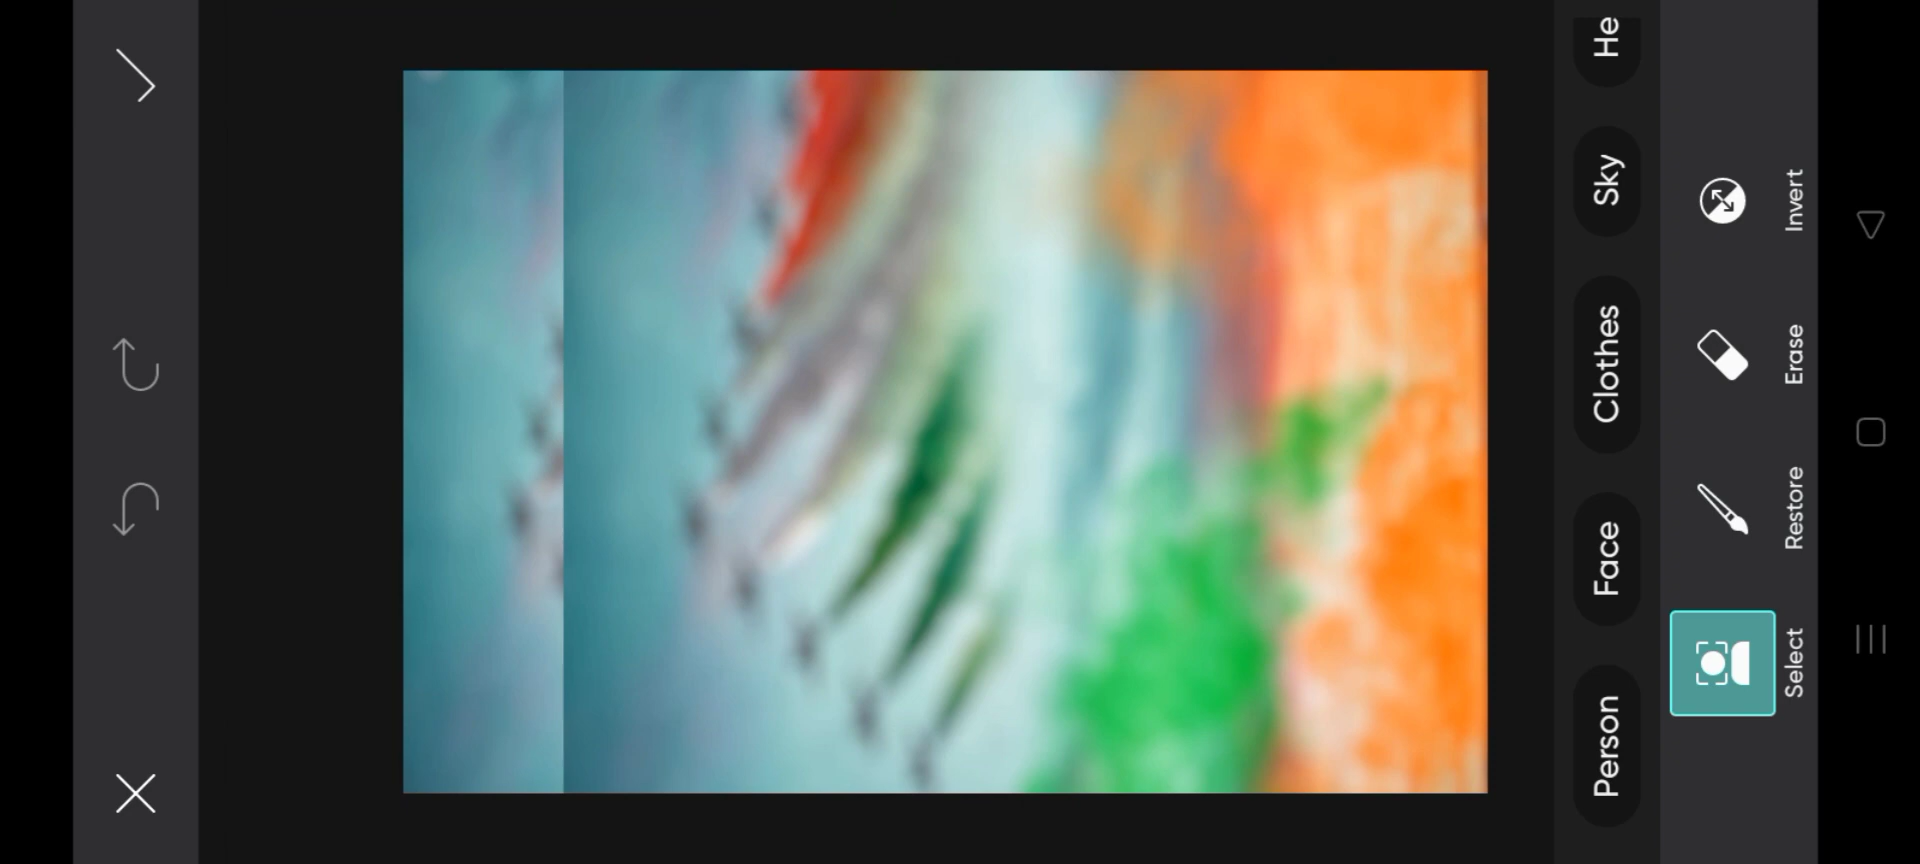 Person
Face
Clothes
Sky
He
Select
Restore
Erase
Invert